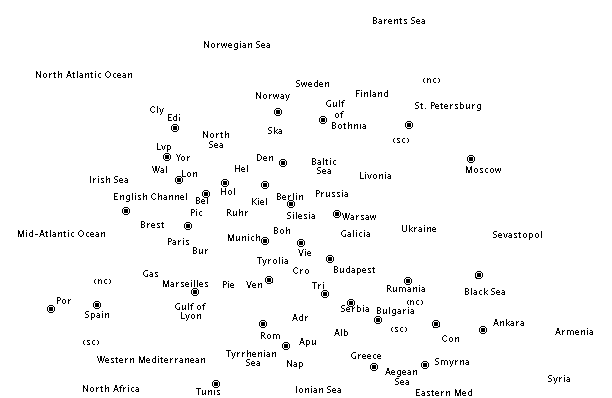 Barents Sea
Norwegian Sea
North Atlantic Ocean
(nc)
Sweden
Finland
Norway
Gulf
of
Bothnia
St. Petersburg
Cly
Edi
Ska
North
Sea
(sc)
Lvp
Yor
Den
Baltic
Sea
Moscow
Wal
Lon
Hel
Livonia
Irish Sea
English Channel
Bel
Hol
Kiel
Berlin
Prussia
Pic
Ruhr
Silesia
Warsaw
Brest
Mid-Atlantic Ocean
Paris
Bur
Munich
Boh
Galicia
Ukraine
Sevastopol
Vie
Tyrolia
Cro
Budapest
Gas
(nc)
Marseilles
Pie
Ven
Tri
Rumania
Black Sea
Por
Spain
Gulf of
Lyon
Serbia
Bulgaria
(nc)
Adr
(sc)
Ankara
Armenia
(sc)
Rom
Apu
Alb
Con
Western Mediterranean
Tyrrhenian
Sea
Nap
Greece
Smyrna
Aegean
Sea
Syria
North Africa
Tunis
Ionian Sea
Eastern Med